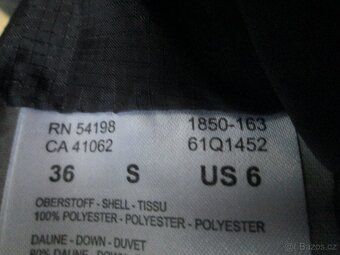 RN 54198 1850-163
CA 41062 61Q1452
36 S US 6
OBERSTOFF - SHELL - TISSU
100% POLYESTER - POLYESTER - POLYESTER
DAUNE - DOWN - DUVET
Bazos.cz